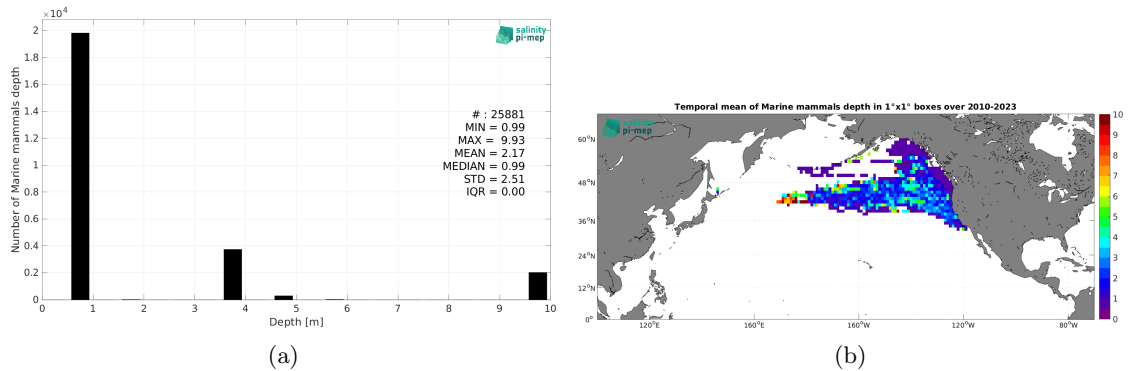 ×10⁴
2
1.8
1.6
1.4
1.2
1
0.8
0.6
0.4
0.2
0
Number of Marine mammals depth
salinity
pi-mep
# : 25881
MIN = 0.99
MAX = 9.93
MEAN = 2.17
MEDIAN = 0.99
STD = 2.51
IQR = 0.00
0 1 2 3 4 5 6 7 8 9 10
Depth [m]
(a)
Temporal mean of Marine mammals depth in 1°x1° boxes over 2010-2023
salinity
pi-mep
60°N
48°N
36°N
24°N
12°N
0°
120°E 160°E 160°W 120°W 80°W
10
9
8
7
6
5
4
3
2
1
0
(b)